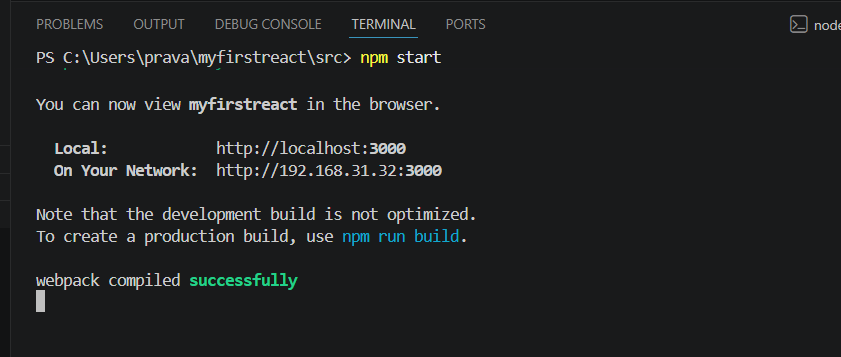 PROBLEMS OUTPUT DEBUG CONSOLE TERMINAL PORTS node
PS C:\Users\prava\myfirstreact\src> npm start
You can now view myfirstreact in the browser.
Local: http://localhost:3000
On Your Network: http://192.168.31.32:3000
Note that the development build is not optimized.
To create a production build, use npm run build.
webpack compiled successfully